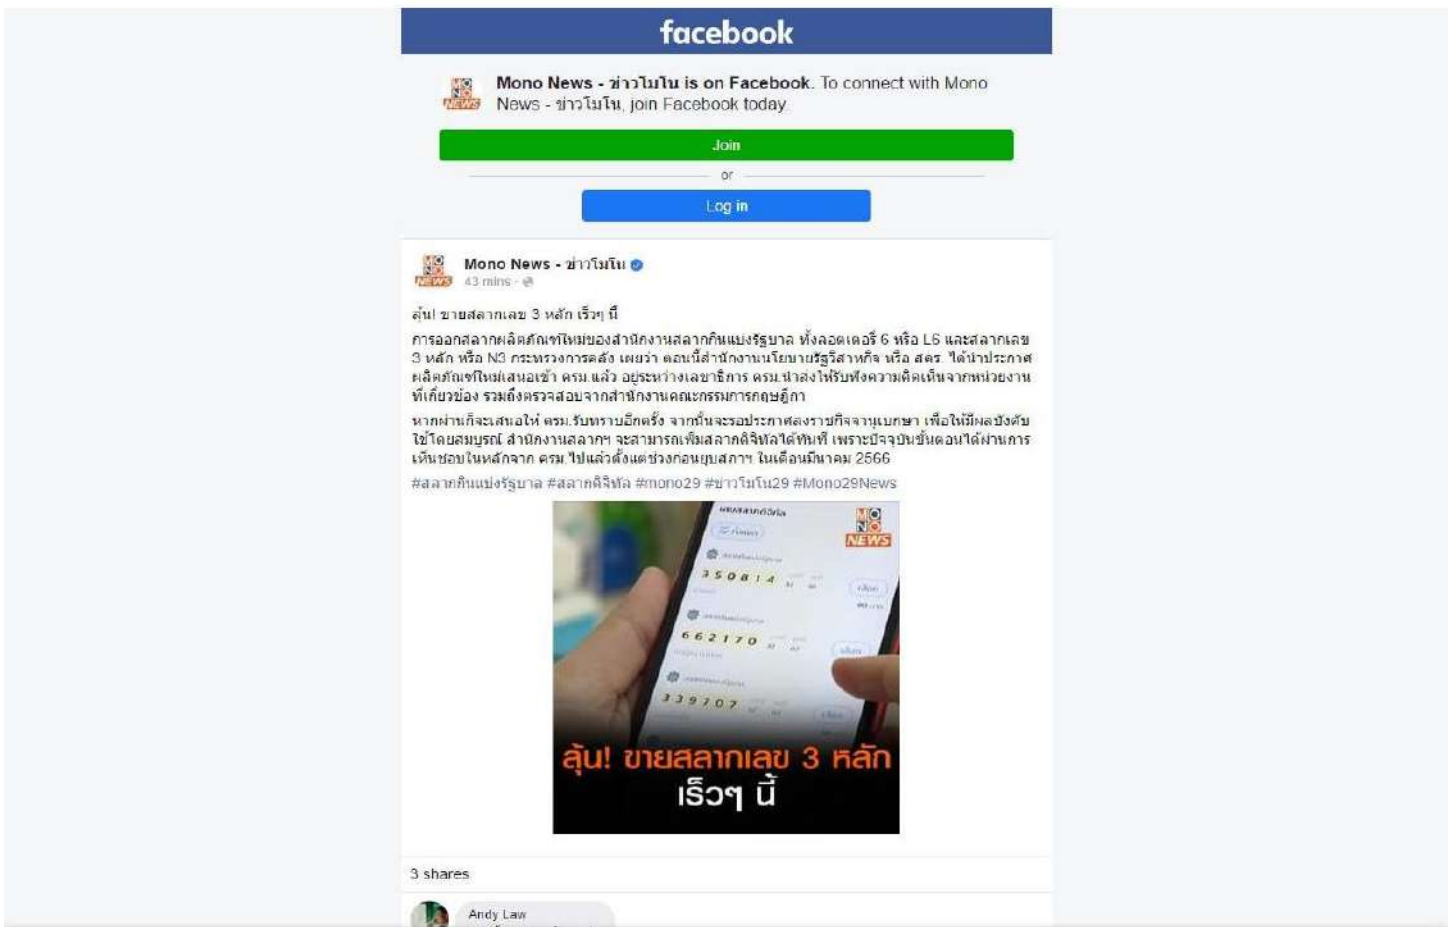 facebook
Mono News - ข่าวโมโน is on Facebook. To connect with Mono
News - ข่าวโมโน, join Facebook today.
Join
or
Log in
MONO NEWS
Mono News - ข่าวโมโน
43 mins ·
ลุ้น! ขายสลากเลข 3 หลัก เร็วๆ นี้
การออกสลากผลิตภัณฑ์ใหม่ของสำนักงานสลากกินแบ่งรัฐบาล ทั้งลอตเตอรี่ 6 หรือ L6 และสลากเลข
3 หลัก หรือ N3 กระทรวงการคลัง เผยว่า ตอนนี้สำนักงานนโยบายรัฐวิสาหกิจ หรือ สคร. ได้นำประกาศ
ผลิตภัณฑ์ใหม่เสนอเข้า ครม.แล้ว อยู่ระหว่างเลขาธิการ ครม.นำส่งให้รับฟังความคิดเห็นจากหน่วยงาน
ที่เกี่ยวข้อง รวมถึงตรวจสอบจากสำนักงานคณะกรรมการกฤษฎีกา
หากผ่านก็จะเสนอให้ ครม.รับทราบอีกครั้ง จากนั้นจะรอประกาศลงราชกิจจานุเบกษา เพื่อให้มีผลบังคับ
ใช้โดยสมบูรณ์ สำนักงานสลากฯ จะสามารถเพิ่มสลากดิจิทัลได้ทันที เพราะปัจจุบันขั้นตอนได้ผ่านการ
เห็นชอบในหลักจาก ครม.ไปแล้วตั้งแต่ช่วงก่อนยุบสภาฯ ในเดือนมีนาคม 2566
#สลากกินแบ่งรัฐบาล #สลากดิจิทัล #mono29 #ข่าวโมโน29 #Mono29News
MONO NEWS
350814
662170
339707
ลุ้น! ขายสลากเลข 3 หลัก
เร็วๆ นี้
3 shares
Andy Law